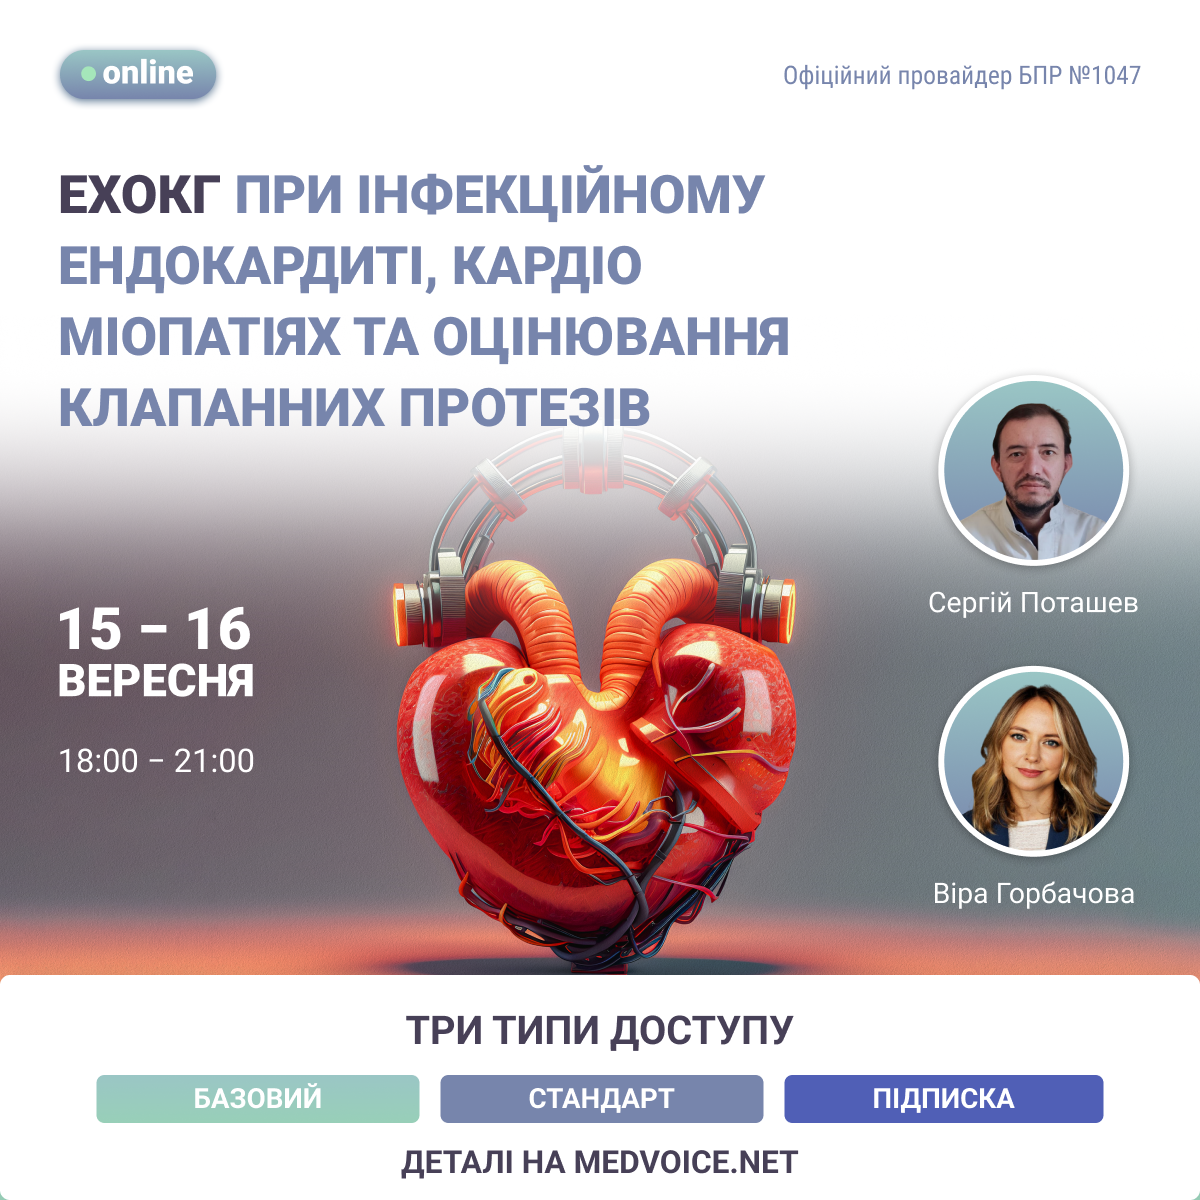 online
Офіційний провайдер БПР №1047
ЕХОКГ ПРИ ІНФЕКЦІЙНОМУ
ЕНДОКАРДИТІ, КАРДІО
МІОПАТІЯХ ТА ОЦІНЮВАННЯ
КЛАПАННИХ ПРОТЕЗІВ
Сергій Поташев
15 – 16
ВЕРЕСНЯ
18:00 – 21:00
Віра Горбачова
ТРИ ТИПИ ДОСТУПУ
БАЗОВИЙ
СТАНДАРТ
ПІДПИСКА
ДЕТАЛІ НА MEDVOICE.NET